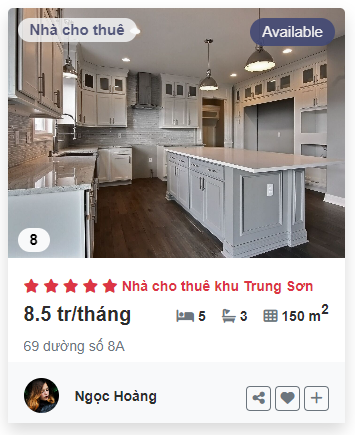 Nhà cho thuê
Available
8
Nhà cho thuê khu Trung Sơn
8.5 tr/tháng
5
3
150 m2
69 dường số 8A
Ngọc Hoàng